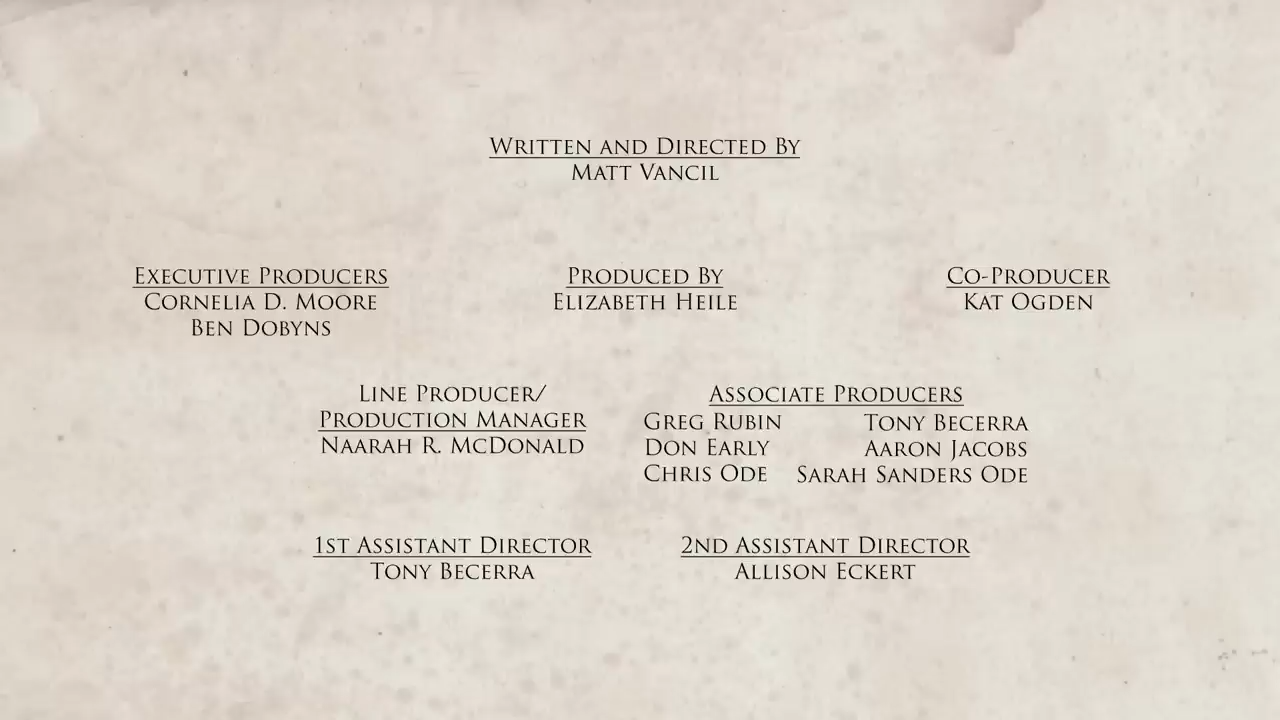 WRITTEN AND DIRECTED BY
MATT VANCIL
EXECUTIVE PRODUCERS
CORNELIA D. MOORE
BEN DOBYNS
PRODUCED BY
ELIZABETH HEILE
CO-PRODUCER
KAT OGDEN
LINE PRODUCER/
PRODUCTION MANAGER
NAARAH R. MCDONALD
ASSOCIATE PRODUCERS
GREG RUBIN TONY BECERRA
DON EARLY AARON JACOBS
CHRIS ODE SARAH SANDERS ODE
1ST ASSISTANT DIRECTOR
TONY BECERRA
2ND ASSISTANT DIRECTOR
ALLISON ECKERT